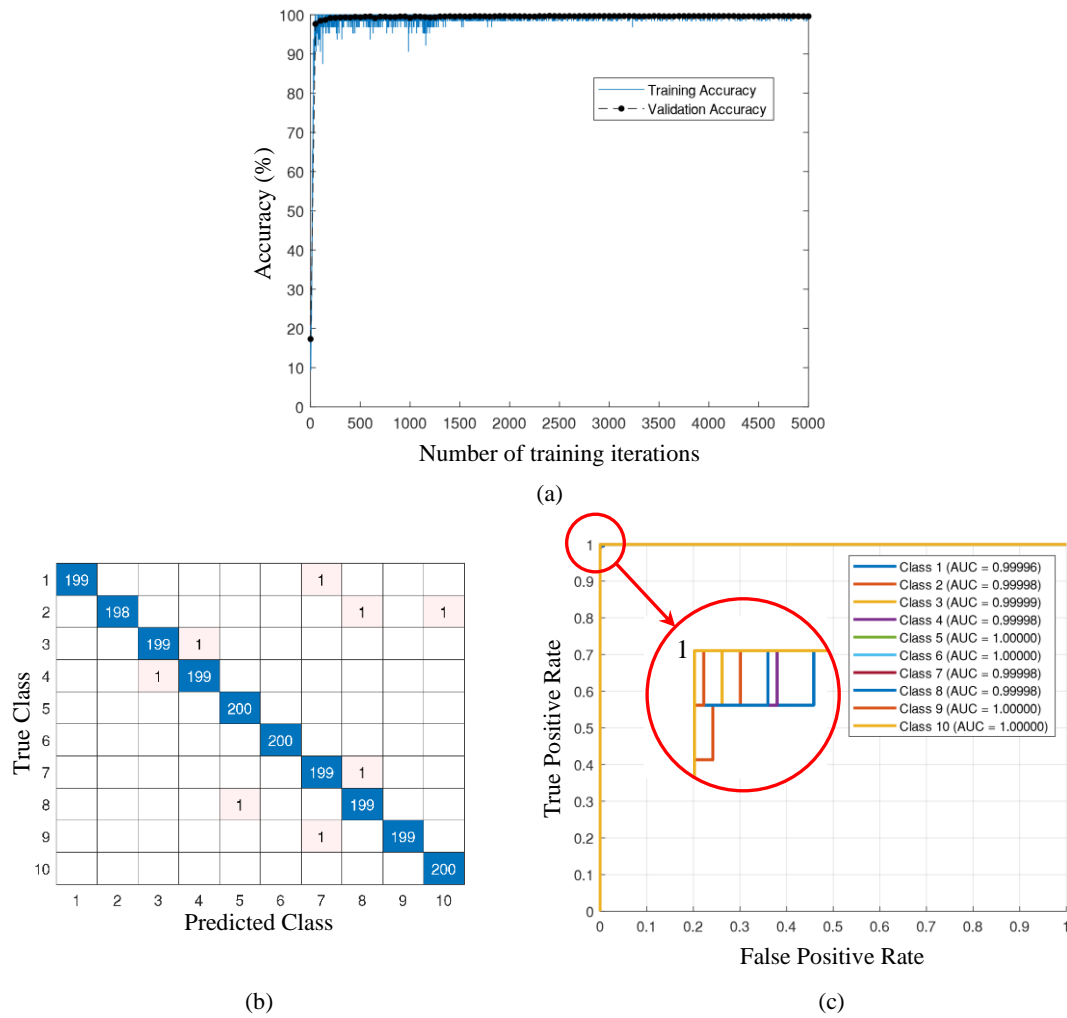 100
90
80
70
60
50
40
30
20
10
0
Accuracy (%)
Training Accuracy
Validation Accuracy
0 500 1000 1500 2000 2500 3000 3500 4000 4500 5000
Number of training iterations
(a)
True Class
1 199 1
2 198 1 1
3 199 1
4 1 199
5 200
6 200
7 199 1
8 1 199
9 1 199
10 200
1 2 3 4 5 6 7 8 9 10
Predicted Class
(b)
True Positive Rate
1
0.9
0.8
0.7
0.6
0.5
0.4
0.3
0.2
0.1
0
1
Class 1 (AUC = 0.99996)
Class 2 (AUC = 0.99998)
Class 3 (AUC = 0.99999)
Class 4 (AUC = 0.99998)
Class 5 (AUC = 1.00000)
Class 6 (AUC = 1.00000)
Class 7 (AUC = 0.99998)
Class 8 (AUC = 0.99998)
Class 9 (AUC = 1.00000)
Class 10 (AUC = 1.00000)
0 0.1 0.2 0.3 0.4 0.5 0.6 0.7 0.8 0.9 1
False Positive Rate
(c)